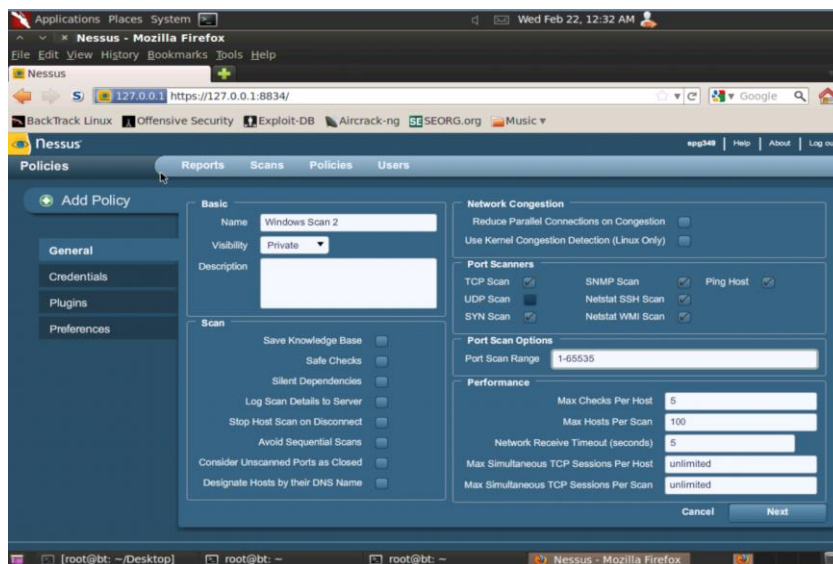 Applications Places System
Wed Feb 22, 12:32 AM
Nessus - Mozilla Firefox
File Edit View History Bookmarks Tools Help
Nessus
127.0.0.1 https://127.0.0.1:8834/
Google
BackTrack Linux Offensive Security Exploit-DB Aircrack-ng SE SEORG.org Music
nessus
spg349 Help About Log ou
Policies
Reports Scans Policies Users
Add Policy
General
Credentials
Plugins
Preferences
Basic
Name Windows Scan 2
Visibility Private
Description
Scan
Save Knowledge Base
Safe Checks
Silent Dependencies
Log Scan Details to Server
Stop Host Scan on Disconnect
Avoid Sequential Scans
Consider Unscanned Ports as Closed
Designate Hosts by their DNS Name
Network Congestion
Reduce Parallel Connections on Congestion
Use Kernel Congestion Detection (Linux Only)
Port Scanners
TCP Scan SNMP Scan Ping Host
UDP Scan Netstat SSH Scan
SYN Scan Netstat WMI Scan
Port Scan Options
Port Scan Range 1-65535
Performance
Max Checks Per Host 5
Max Hosts Per Scan 100
Network Receive Timeout (seconds) 5
Max Simultaneous TCP Sessions Per Host unlimited
Max Simultaneous TCP Sessions Per Scan unlimited
Cancel Next
[root@bt: ~/Desktop] root@bt: ~ root@bt: ~ Nessus - Mozilla Firefox